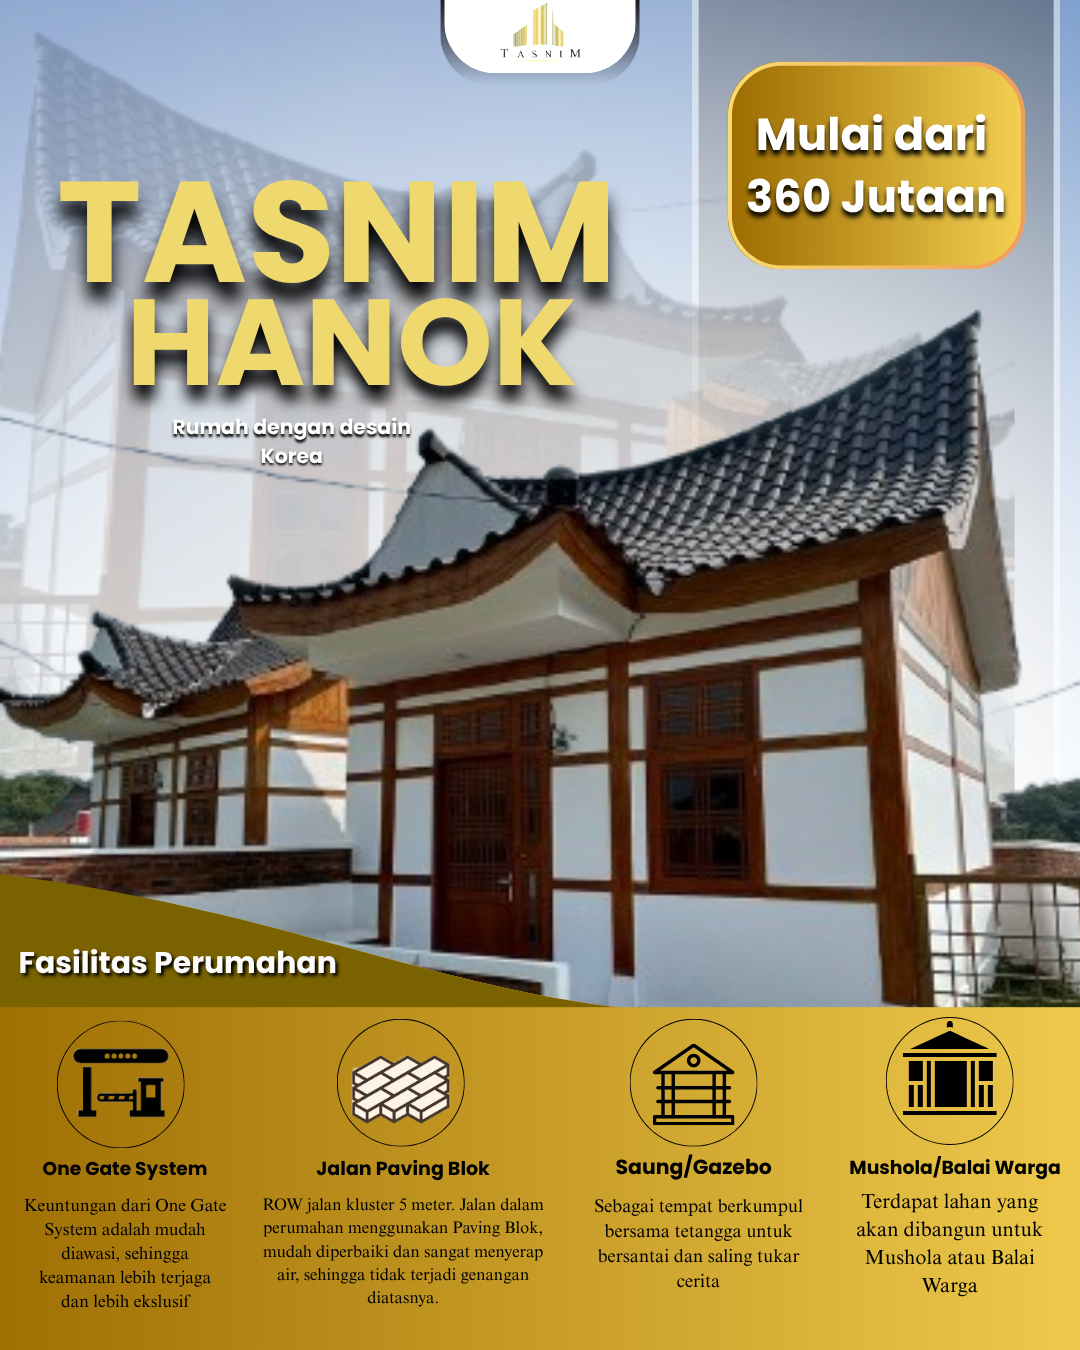 TASNIM
Mulai dari
360 Jutaan
TASNIM
HANOK
Rumah dengan desain
Korea
Fasilitas Perumahan
One Gate System
Keuntungan dari One Gate
System adalah mudah
diawasi, sehingga
keamanan lebih terjaga
dan lebih ekslusif
Jalan Paving Blok
ROW jalan kluster 5 meter. Jalan dalam
perumahan menggunakan Paving Blok,
mudah diperbaiki dan sangat menyerap
air, sehingga tidak terjadi genangan
diatasnya.
Saung/Gazebo
Sebagai tempat berkumpul
bersama tetangga untuk
bersantai dan saling tukar
cerita
Mushola/Balai Warga
Terdapat lahan yang
akan dibangun untuk
Mushola atau Balai
Warga